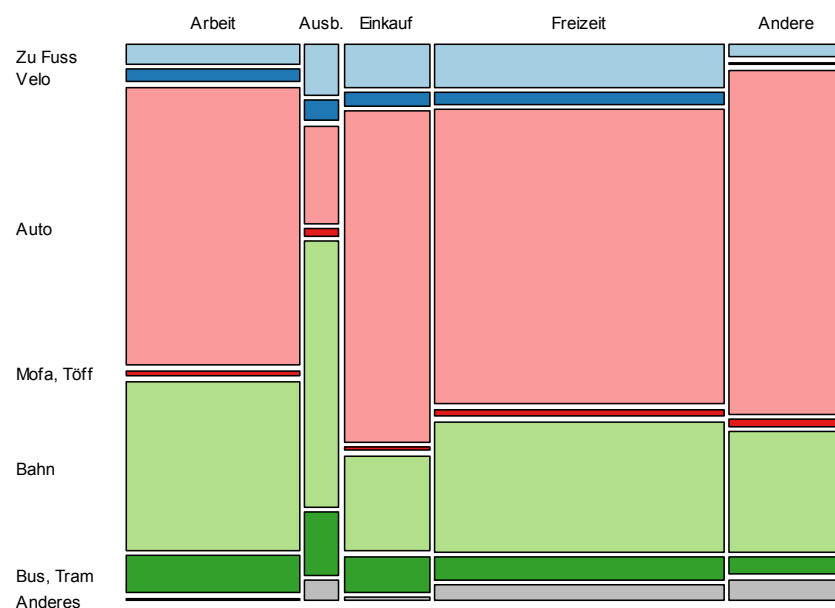 Arbeit Ausb. Einkauf Freizeit Andere
Zu Fuss
Velo
Auto
Mofa, Töff
Bahn
Bus, Tram
Anderes